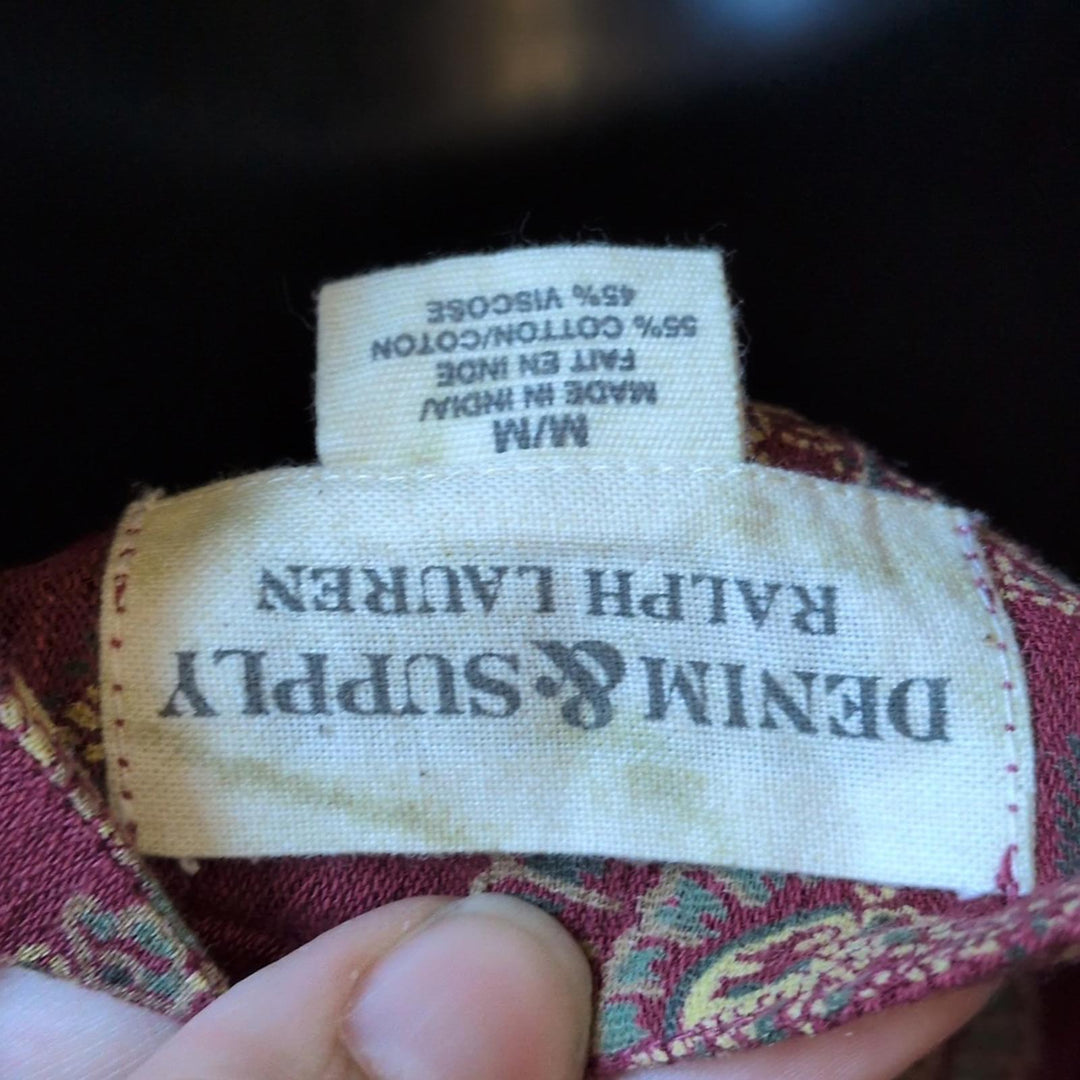 DENIM & SUPPLY
RALPH LAUREN
M/M
MADE IN INDIA/
FAIT EN INDE
55% COTTON/COTON
45% VISCOSE